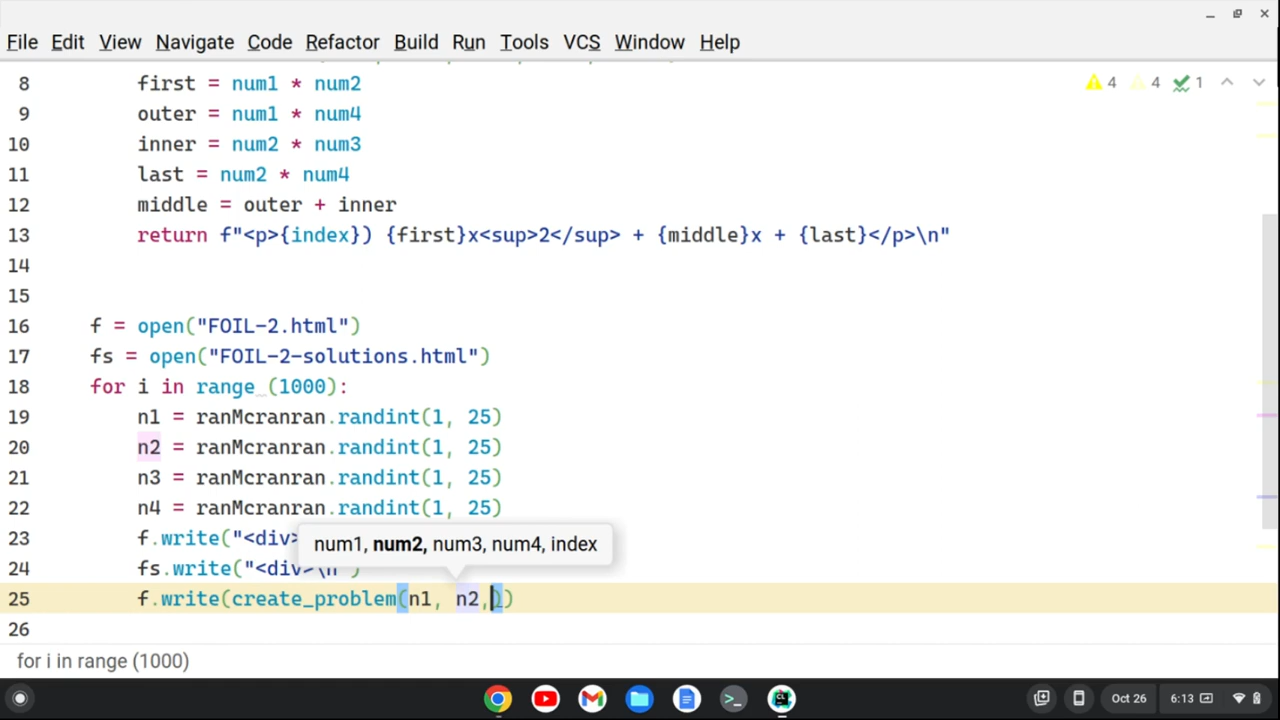 File Edit View Navigate Code Refactor Build Run Tools VCS Window Help
8 first = num1 * num2
4 4 1
9 outer = num1 * num4
10 inner = num2 * num3
11 last = num2 * num4
12 middle = outer + inner
13 return f"<p>{index}) {first}x<sup>2</sup> + {middle}x + {last}</p>\n"
14
15
16 f = open("FOIL-2.html")
17 fs = open("FOIL-2-solutions.html")
18 for i in range (1000):
19 n1 = ranMcranran.randint(1, 25)
20 n2 = ranMcranran.randint(1, 25)
21 n3 = ranMcranran.randint(1, 25)
22 n4 = ranMcranran.randint(1, 25)
23 f.write("<div>
num1, num2, num3, num4, index
24 fs.write("<div>\n")
25 f.write(create_problem(n1, n2,))
26
for i in range (1000)
Oct 26 6:13